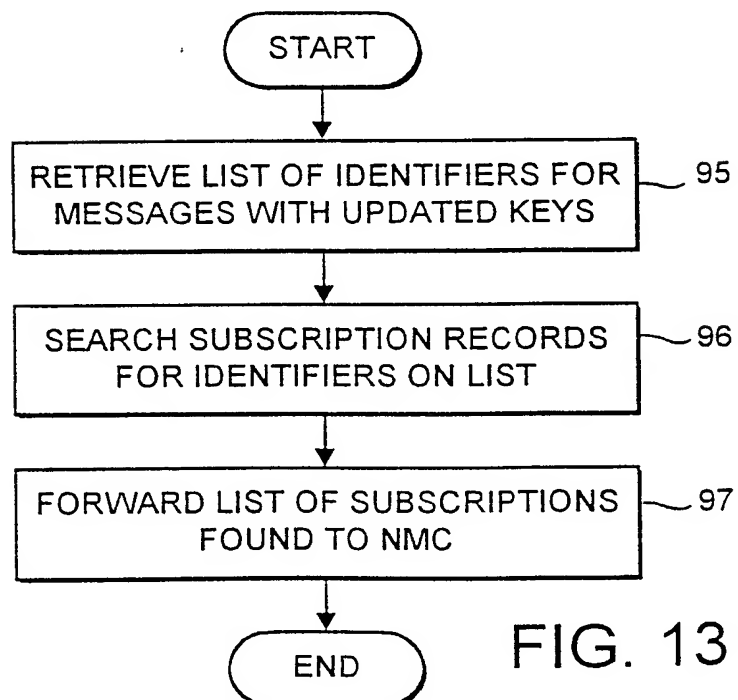 START
RETRIEVE LIST OF IDENTIFIERS FOR
MESSAGES WITH UPDATED KEYS
95
SEARCH SUBSCRIPTION RECORDS
FOR IDENTIFIERS ON LIST
96
FORWARD LIST OF SUBSCRIPTIONS
FOUND TO NMC
97
END
FIG. 13